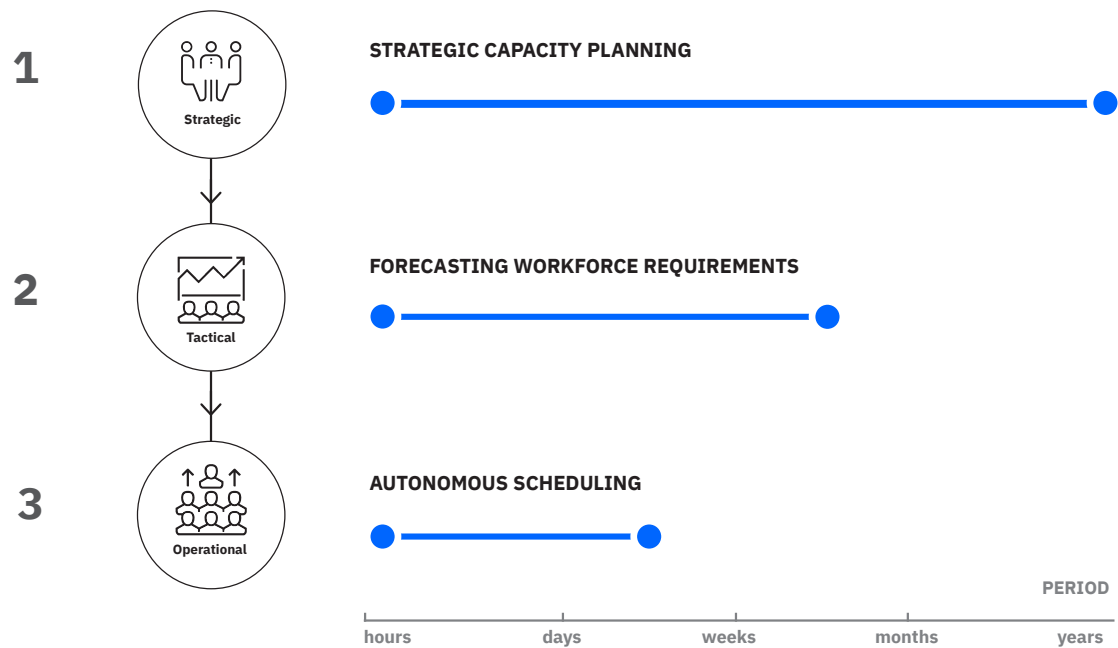 1
Strategic
STRATEGIC CAPACITY PLANNING
2
Tactical
FORECASTING WORKFORCE REQUIREMENTS
3
Operational
AUTONOMOUS SCHEDULING
PERIOD
hours days weeks months years